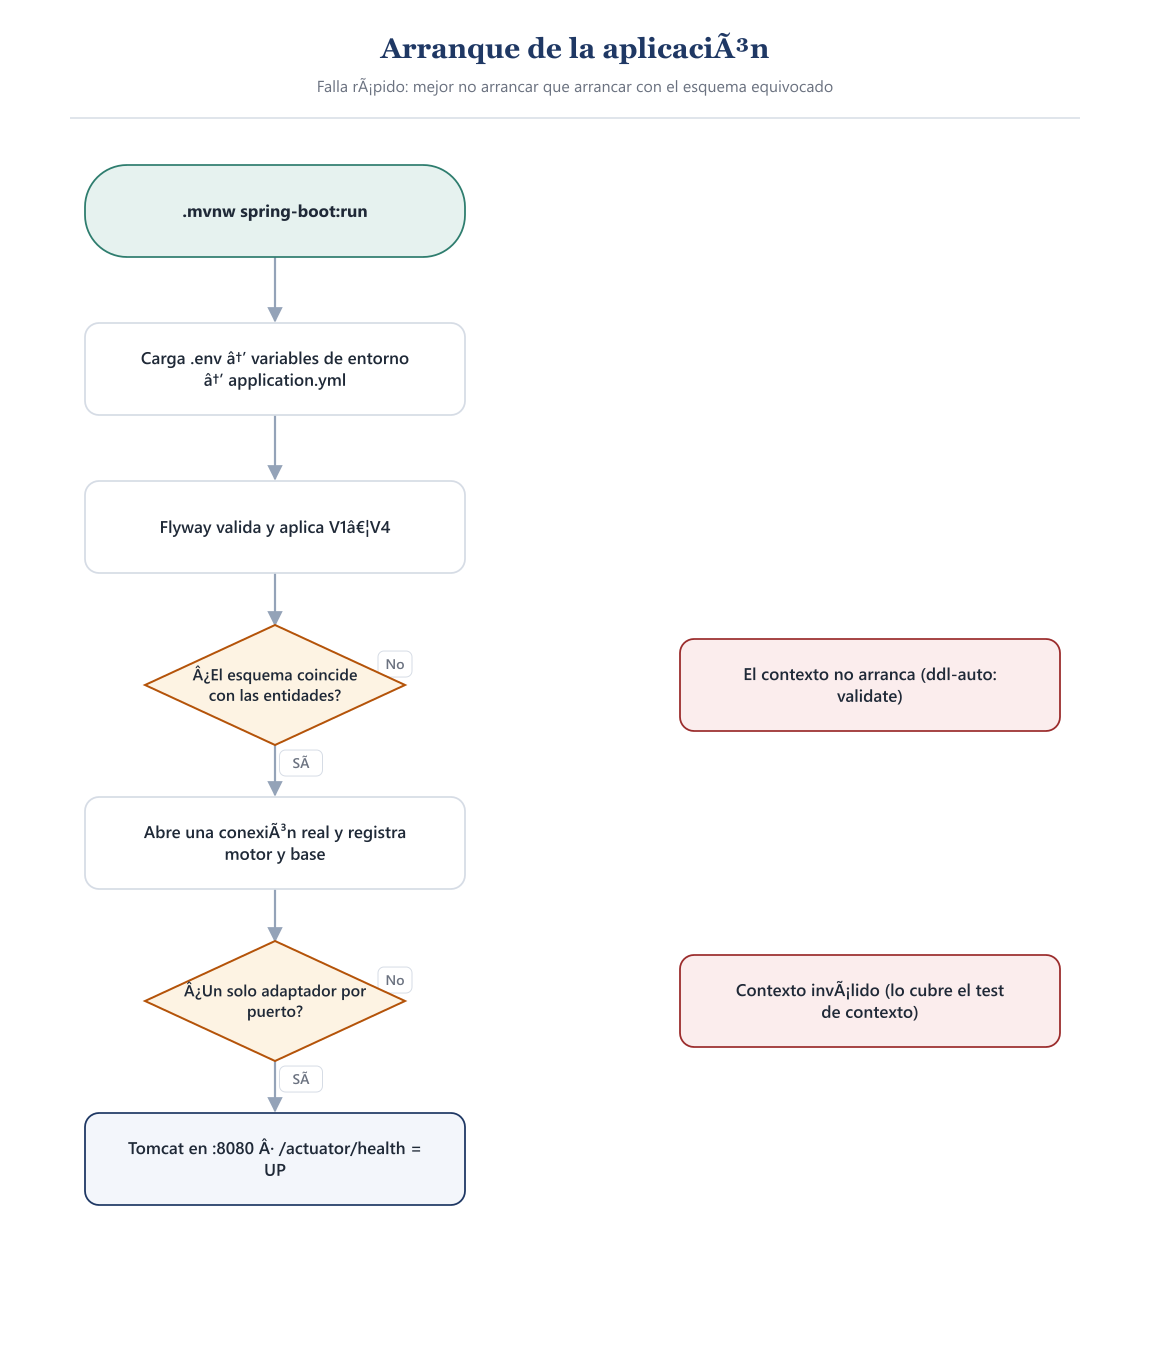 Arranque de la aplicaciÃ³n
Falla rÃ¡pido: mejor no arrancar que arrancar con el esquema equivocado
.mvnw spring-boot:run
Carga .env â†’ variables de entorno
â†’ application.yml
Flyway valida y aplica V1â€¦V4
Â¿El esquema coincide
con las entidades?
No
El contexto no arranca (ddl-auto:
validate)
SÃ
Abre una conexiÃ³n real y registra
motor y base
Â¿Un solo adaptador por
puerto?
No
Contexto invÃ¡lido (lo cubre el test
de contexto)
SÃ
Tomcat en :8080 Â· /actuator/health =
UP